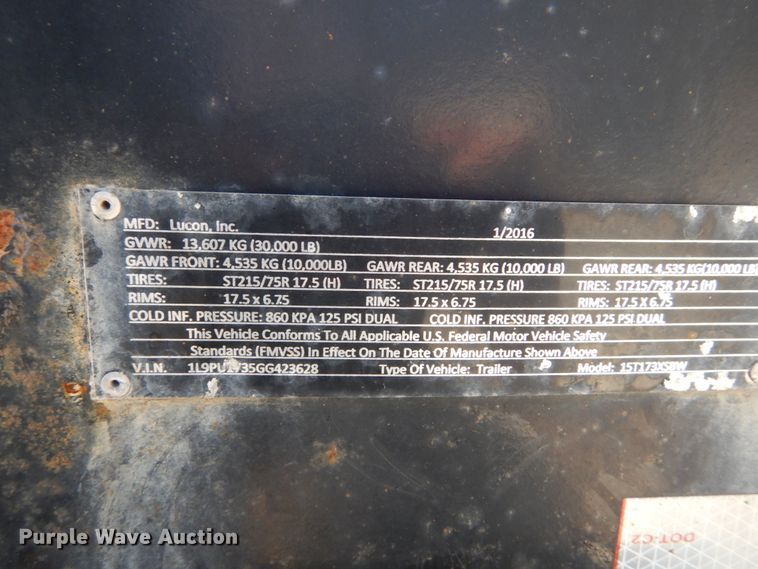 MFD: Lucon, Inc. 1/2016
GVWR: 13,607 KG (30,000 LB)
GAWR FRONT: 4,535 KG (10,000LB) GAWR REAR: 4,535 KG (10,000 LB) GAWR REAR: 4,535 KG(10,000 LB)
TIRES: ST215/75R 17.5 (H) TIRES: ST215/75R 17.5 (H) TIRES: ST215/75R 17.5 (H)
RIMS: 17.5 x 6.75 RIMS: 17.5 x 6.75 RIMS: 17.5 x 6.75
COLD INF. PRESSURE: 860 KPA 125 PSI DUAL COLD INF. PRESSURE: 860 KPA 125 PSI DUAL
This Vehicle Conforms To All Applicable U.S. Federal Motor Vehicle Safety
Standards (FMVSS) In Effect On The Date Of Manufacture Shown Above
V.I.N. Type Of Vehicle: Trailer Model: 15T173XSBW
DOT-C2
Purple Wave Auction